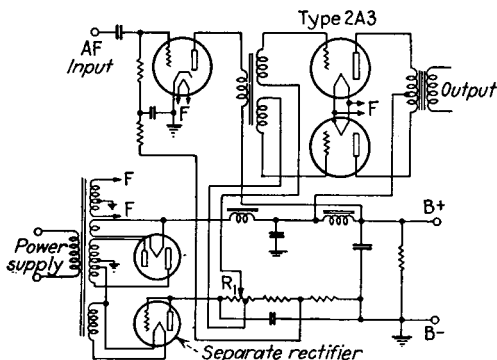 Type 2A3
AF
Input
F
F
Output
F
F
B+
Power
supply
R1
B-
Separate rectifier